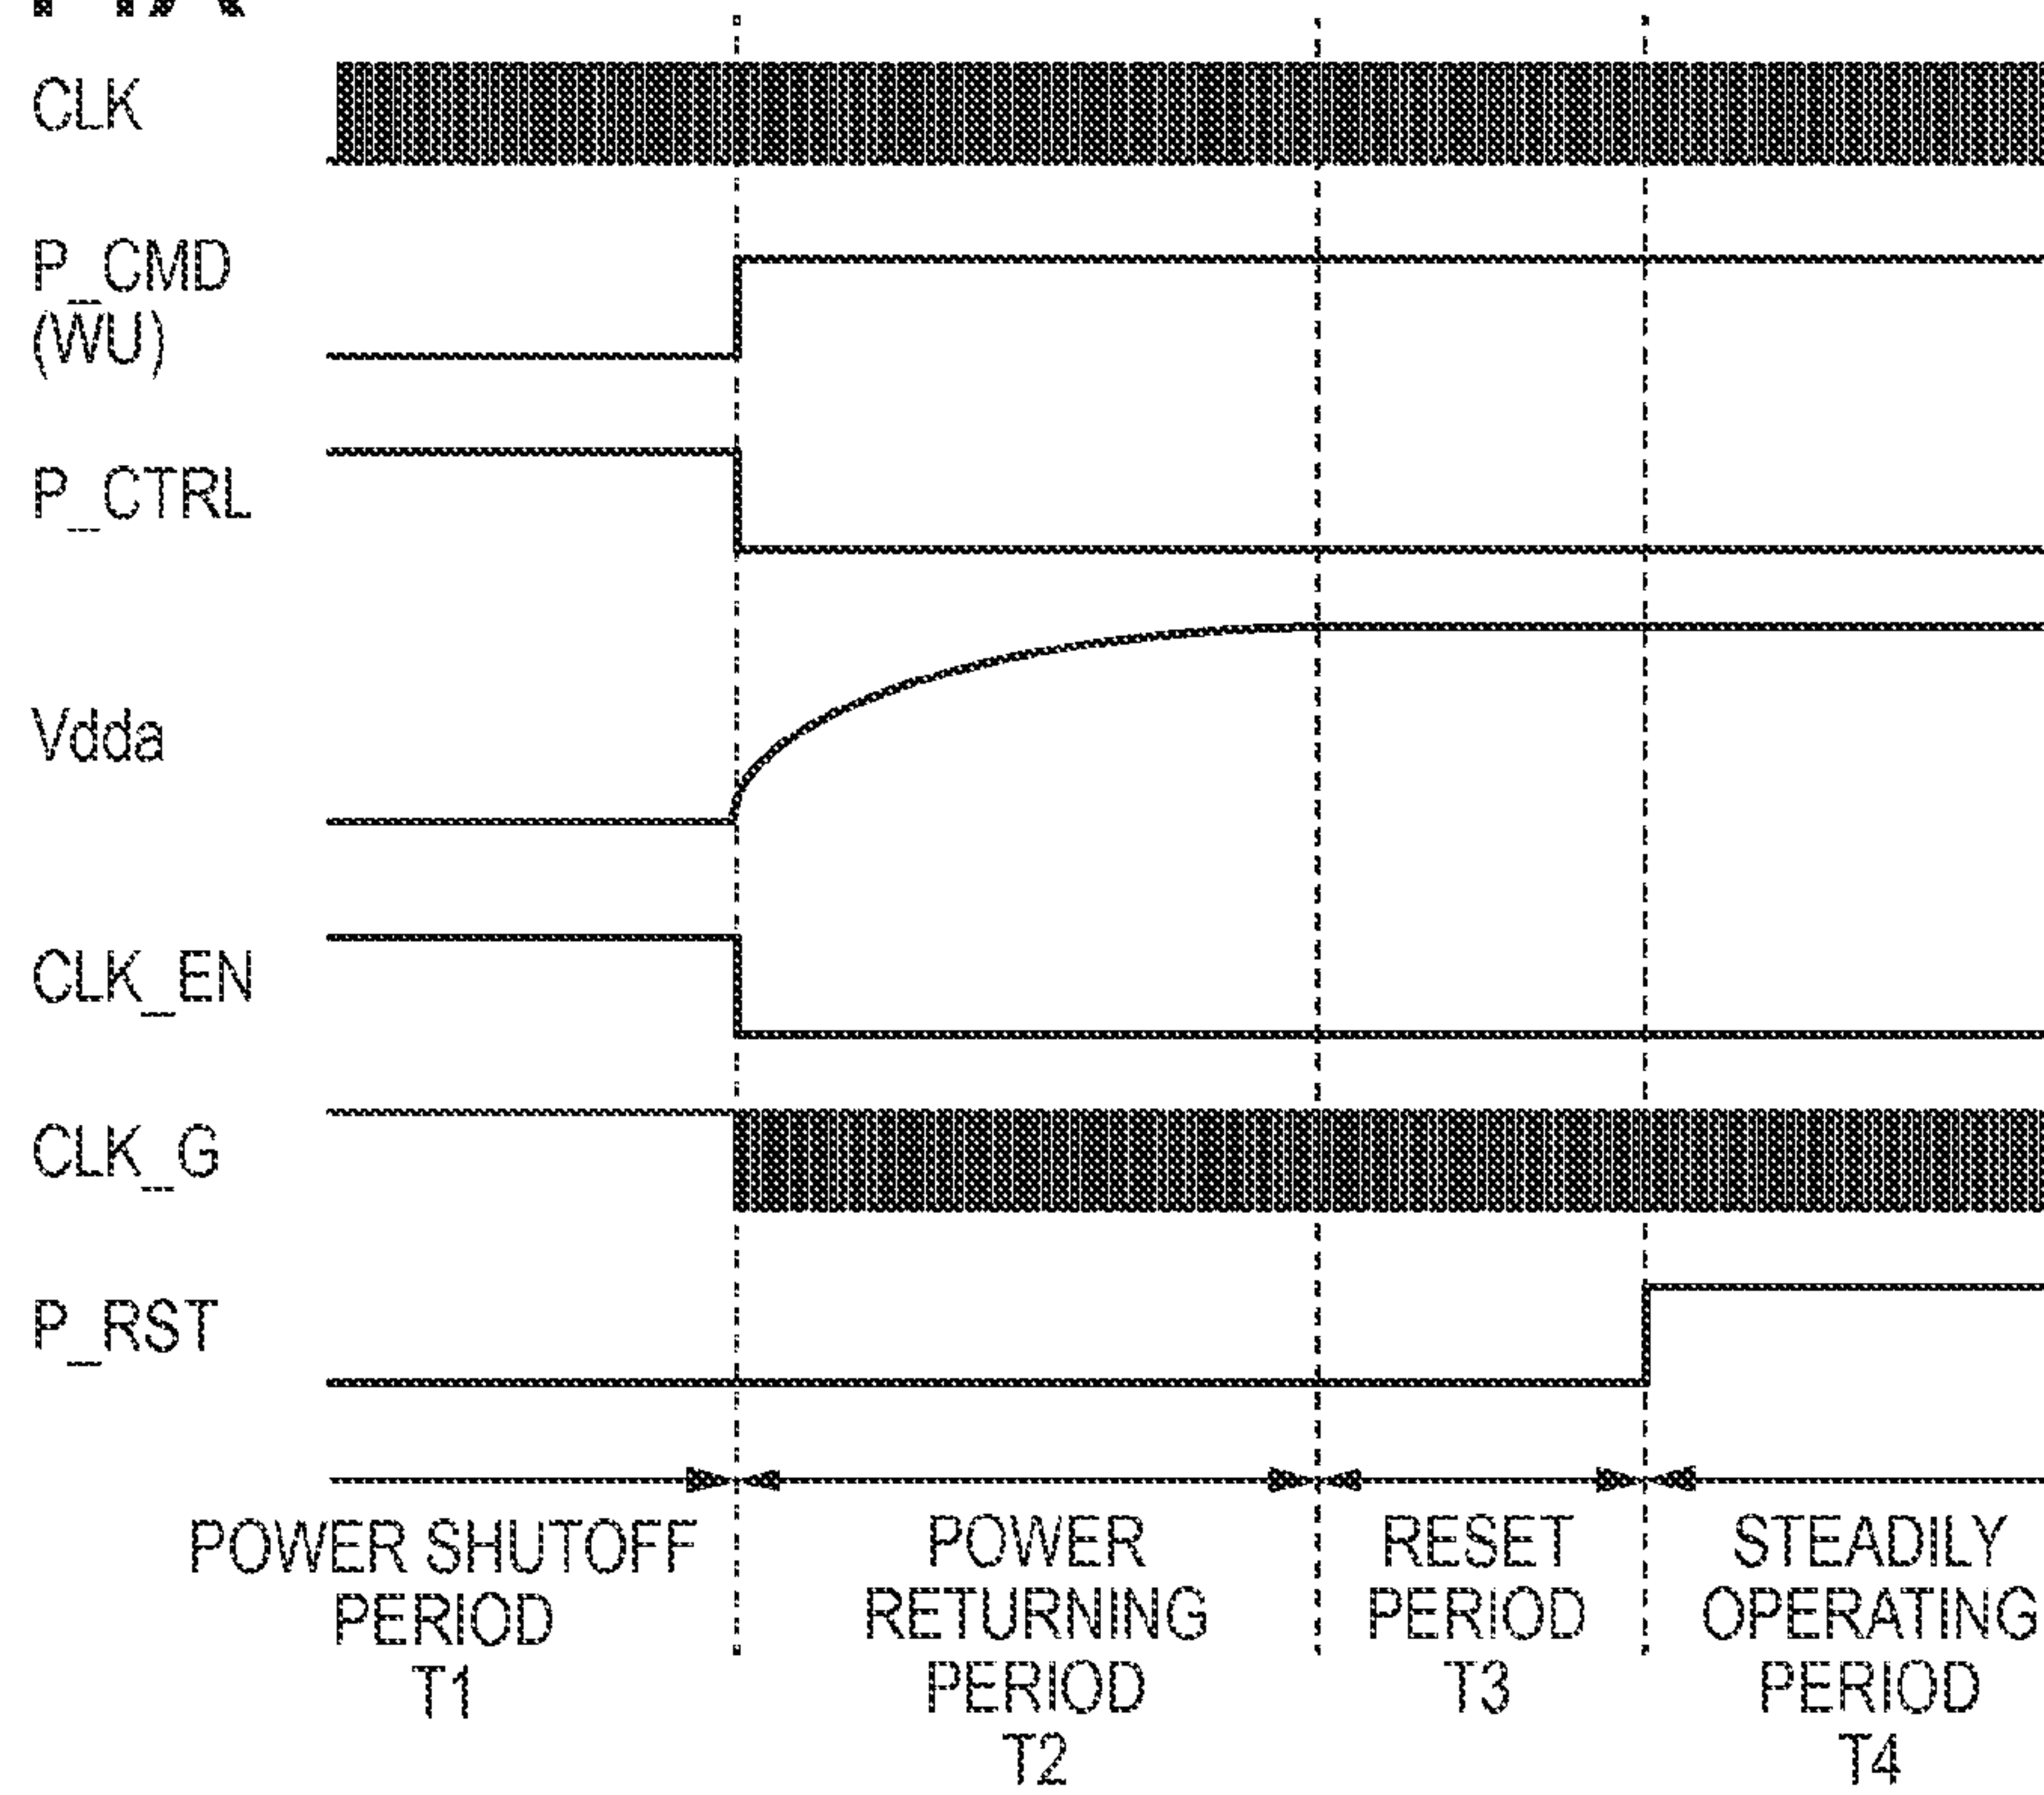 CLK
P_CMD
(WU)
P_CTRL
Vdda
CLK_EN
CLK_G
P_RST
POWER SHUTOFF
PERIOD
T1
POWER
RETURNING
PERIOD
T2
RESET
PERIOD
T3
STEADILY
OPERATING
PERIOD
T4